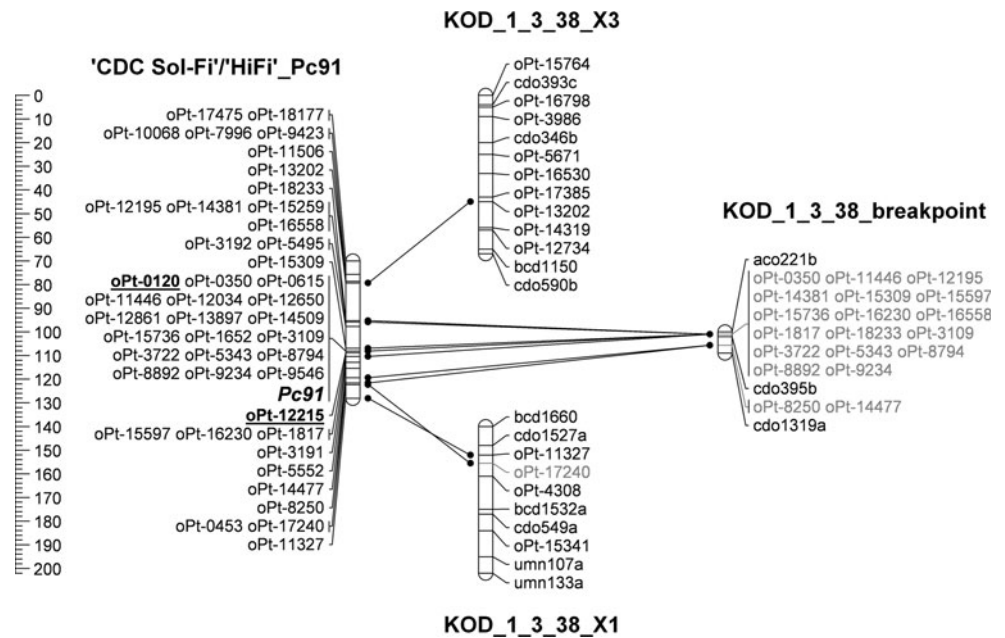 KOD_1_3_38_X3
'CDC Sol-Fi'/'HiFi'_Pc91
0
10
20
30
40
50
60
70
80
90
100
110
120
130
140
150
160
170
180
190
200
oPt-17475 oPt-18177
oPt-10068 oPt-7996 oPt-9423
oPt-11506
oPt-13202
oPt-18233
oPt-12195 oPt-14381 oPt-15259
oPt-16558
oPt-3192 oPt-5495
oPt-15309
oPt-0120 oPt-0350 oPt-0615
oPt-11446 oPt-12034 oPt-12650
oPt-12861 oPt-13897 oPt-14509
oPt-15736 oPt-1652 oPt-3109
oPt-3722 oPt-5343 oPt-8794
oPt-8892 oPt-9234 oPt-9546
Pc91
oPt-12215
oPt-15597 oPt-16230 oPt-1817
oPt-3191
oPt-5552
oPt-14477
oPt-8250
oPt-0453 oPt-17240
oPt-11327
oPt-15764
cdo393c
oPt-16798
oPt-3986
cdo346b
oPt-5671
oPt-16530
oPt-17385
oPt-13202
oPt-14319
oPt-12734
bcd1150
cdo590b
KOD_1_3_38_breakpoint
aco221b
oPt-0350 oPt-11446 oPt-12195
oPt-14381 oPt-15309 oPt-15597
oPt-15736 oPt-16230 oPt-16558
oPt-1817 oPt-18233 oPt-3109
oPt-3722 oPt-5343 oPt-8794
oPt-8892 oPt-9234
cdo395b
oPt-8250 oPt-14477
cdo1319a
bcd1660
cdo1527a
oPt-11327
oPt-17240
oPt-4308
bcd1532a
cdo549a
oPt-15341
umn107a
umn133a
KOD_1_3_38_X1